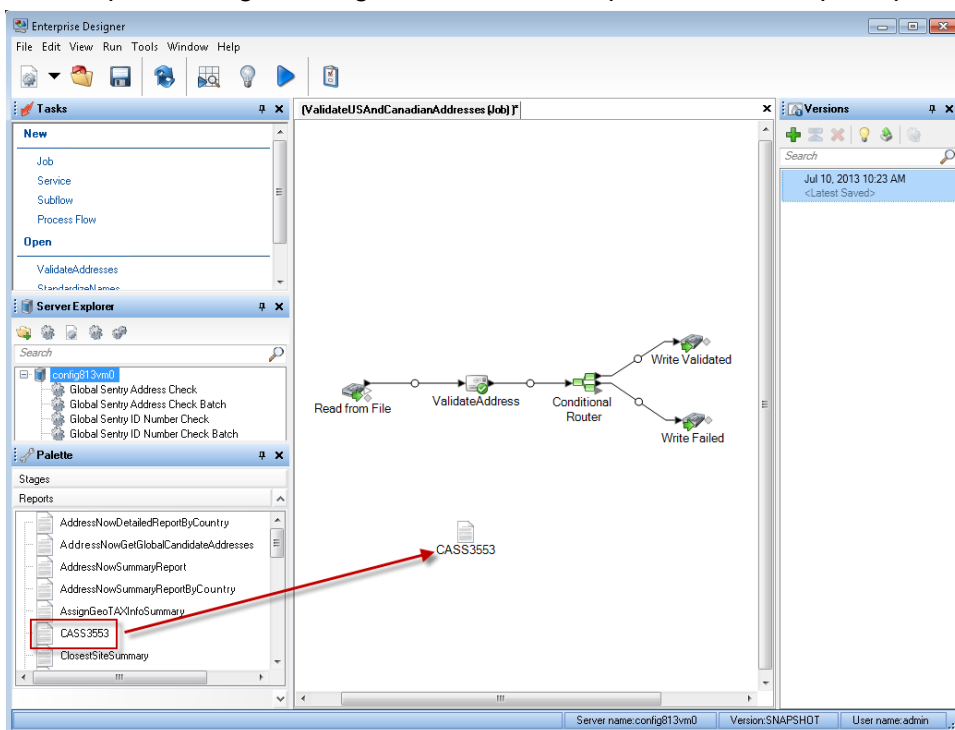 Enterprise Designer
File Edit View Run Tools Window Help
Tasks
New
Job
Service
Subflow
Process Flow
Open
ValidateAddresses
StandardizeNames
Server Explorer
Search
config813vm0
Global Sentry Address Check
Global Sentry Address Check Batch
Global Sentry ID Number Check
Global Sentry ID Number Check Batch
Palette
Stages
Reports
AddressNowDetailedReportByCountry
AddressNowGetGlobalCandidateAddresses
AddressNowSummaryReport
AddressNowSummaryReportByCountry
AssignGeoTAXInfoSummary
CASS3553
ClosestSiteSummary
(ValidateUSAndCanadianAddresses (Job) )*
Read from File
ValidateAddress
Conditional
Router
Write Validated
Write Failed
CASS3553
Versions
Search
Jul 10, 2013 10:23 AM
<Latest Saved>
Server name:config813vm0 Version:SNAPSHOT User name:admin